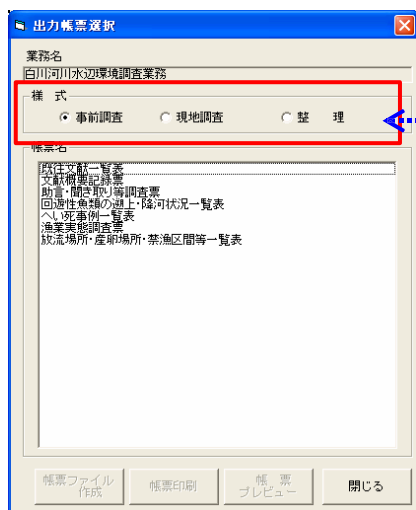 出力帳票選択
業務名
白川河川水辺環境調査業務
様 式
事前調査 現地調査 整 理
帳票名
既往文献一覧表
文献概要記録票
助言・聞き取り等調査票
回遊性魚類の遡上・降河状況一覧表
へい死事例一覧表
漁業実態調査票
放流場所・産卵場所・禁漁区間等一覧表
帳票ファイル
作成
帳票印刷
帳 票
プレビュー
閉じる